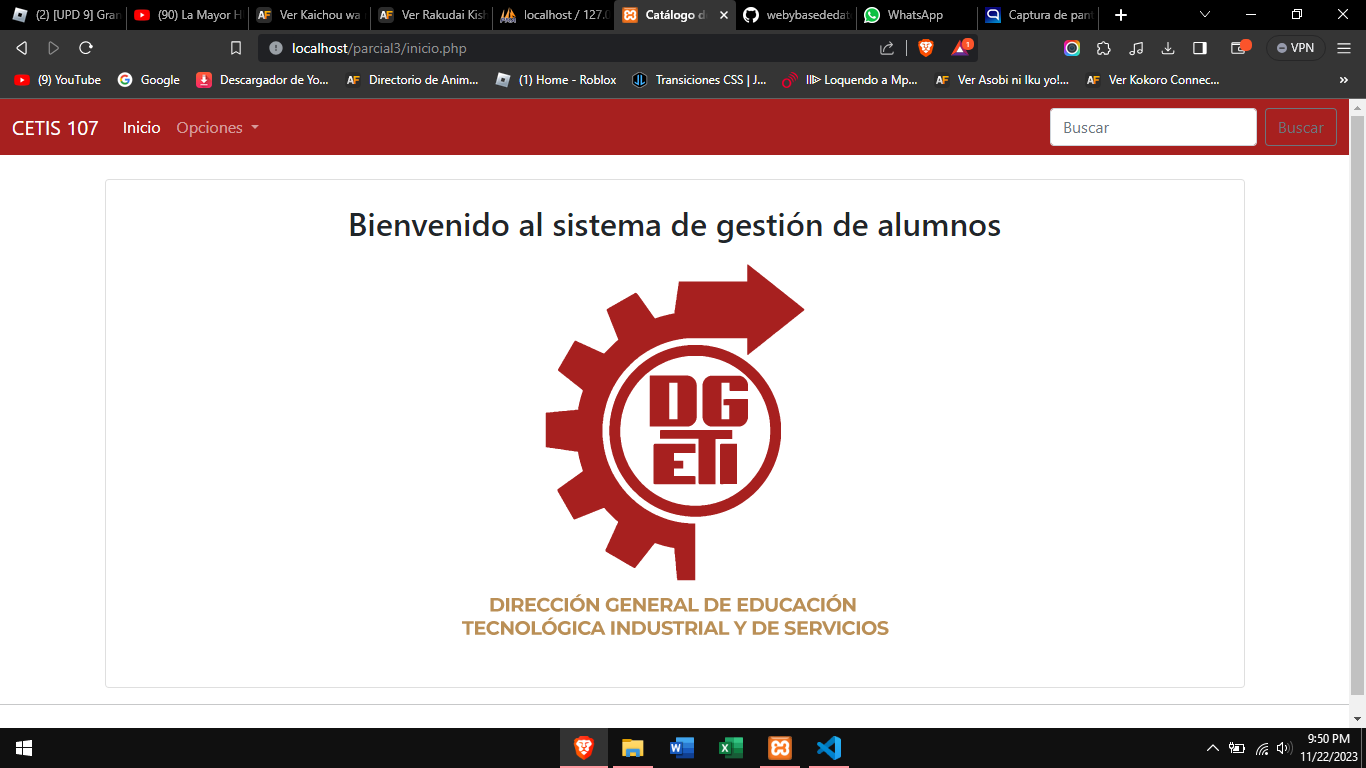 (2) [UPD 9] Gran
(90) La Mayor H
Ver Kaichou wa
Ver Rakudai Kish
localhost / 127.0
Catálogo d
webybasededat
WhatsApp
Captura de pant
localhost/parcial3/inicio.php
1
VPN
(9) YouTube
Google
Descargador de Yo...
Directorio de Anim...
(1) Home - Roblox
Transiciones CSS | J...
ll⊳ Loquendo a Mp...
Ver Asobi ni Iku yo!...
Ver Kokoro Connec...
»
CETIS 107
Inicio
Opciones
Buscar
Buscar
Bienvenido al sistema de gestión de alumnos
DG
ETI
DIRECCIÓN GENERAL DE EDUCACIÓN
TECNOLÓGICA INDUSTRIAL Y DE SERVICIOS
9:50 PM
11/22/2023